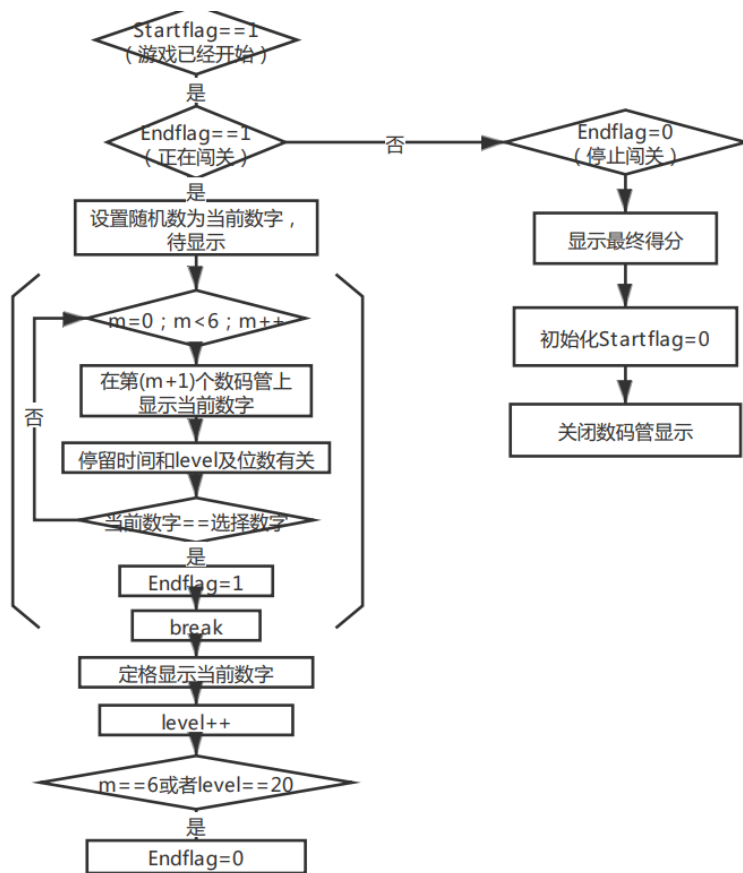 Startflag==1
（游戏已经开始）
是
Endflag==1
（正在闯关）
否
Endflag=0
（停止闯关）
是
设置随机数为当前数字，
待显示
显示最终得分
m=0；m<6；m++
初始化Startflag=0
在第(m+1)个数码管上
显示当前数字
否
关闭数码管显示
停留时间和level及位数有关
当前数字==选择数字
是
Endflag=1
break
定格显示当前数字
level++
m==6或者level==20
是
Endflag=0